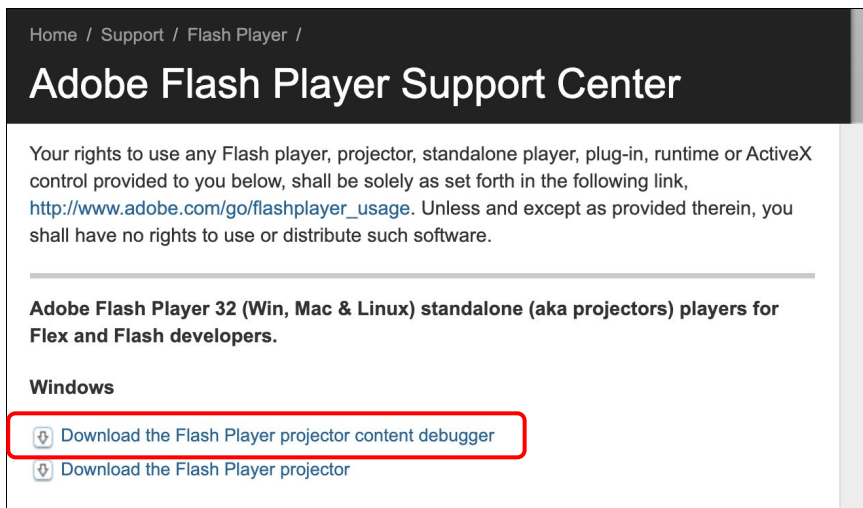 Home / Support / Flash Player /
Adobe Flash Player Support Center
Your rights to use any Flash player, projector, standalone player, plug-in, runtime or ActiveX
control provided to you below, shall be solely as set forth in the following link,
http://www.adobe.com/go/flashplayer_usage. Unless and except as provided therein, you
shall have no rights to use or distribute such software.
Adobe Flash Player 32 (Win, Mac & Linux) standalone (aka projectors) players for
Flex and Flash developers.
Windows
Download the Flash Player projector content debugger
Download the Flash Player projector